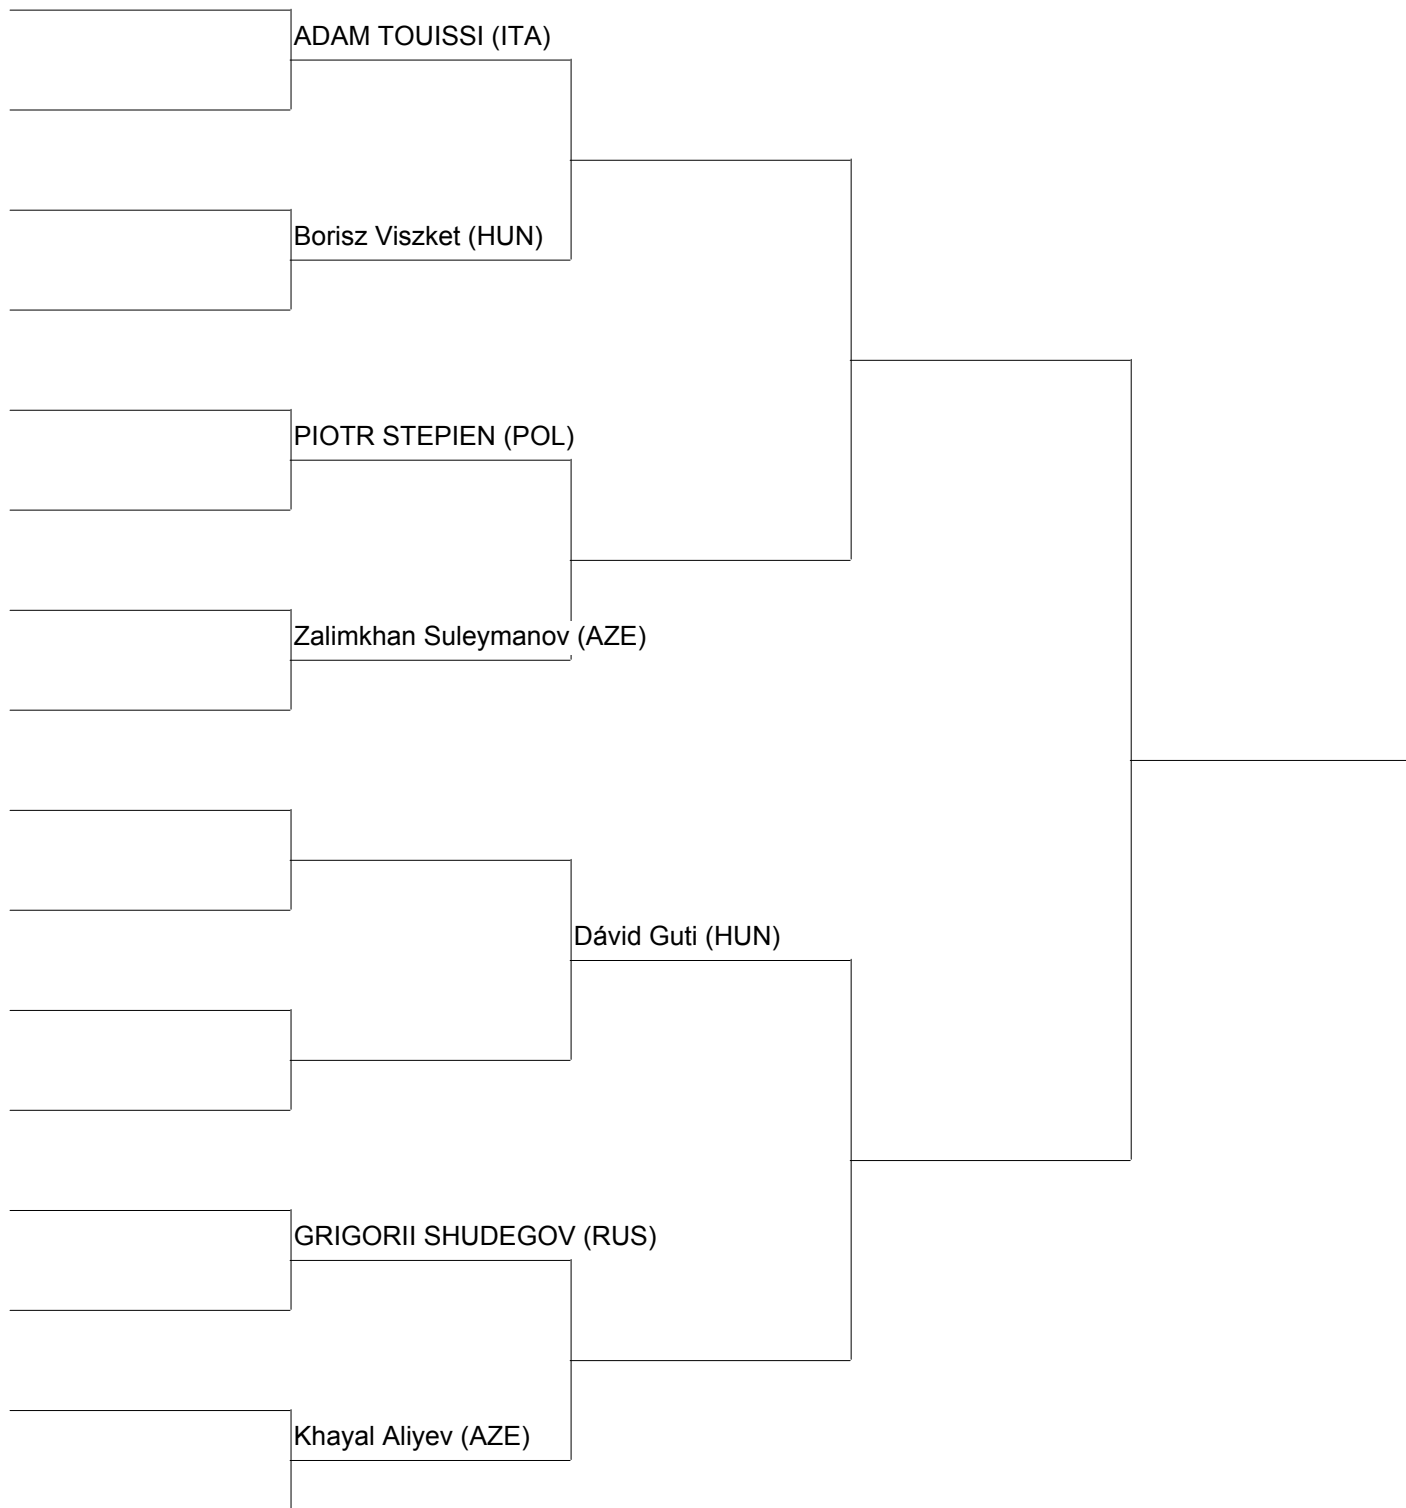 ADAM TOUISSI (ITA)
Borisz Viszket (HUN)
PIOTR STEPIEN (POL)
Zalimkhan Suleymanov (AZE)
Dávid Guti (HUN)
GRIGORII SHUDEGOV (RUS)
Khayal Aliyev (AZE)